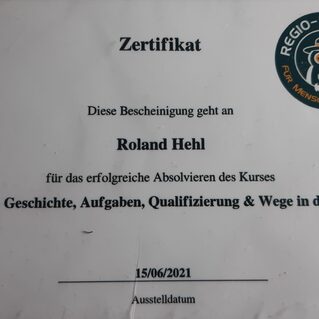 REGIO-
FÜR
Zertifikat
Diese Bescheinigung geht an
Roland Hehl
für das erfolgreiche Absolvieren des Kurses
Geschichte, Aufgaben, Qualifizierung & Wege in d
15/06/2021
Ausstelldatum